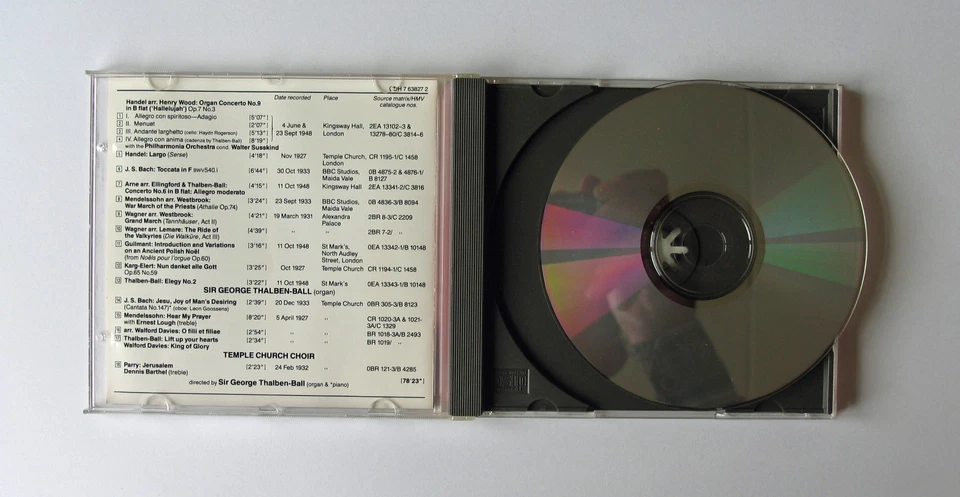 CDH 7 63827 2
Date recorded Place Source matrix/HMV
catalogue nos.
Handel arr. Henry Wood: Organ Concerto No.9
in B flat ('Hallelujah') Op.7 No.3
1 I. Allegro con spiritoso—Adagio [5'07"]
2 II. Menuet [2'07"] 4 June & Kingsway Hall, 2EA 13102–3 &
3 III. Andante larghetto (cello: Haydn Rogerson) [5'13"] 23 Sept 1948 London 13278–80/C 3814–6
4 IV. Allegro con anima (cadenza by Thalben-Ball) [8'19"]
with the Philharmonia Orchestra cond. Walter Susskind
5 Handel: Largo (Serse) [4'18"] Nov 1927 Temple Church, CR 1195-1/C 1458
London
6 J. S. Bach: Toccata in F BWV540.i [6'44"] 30 Oct 1933 BBC Studios, 0B 4875-2 & 4876-1/
Maida Vale B 8127
7 Arne arr. Ellingford & Thalben-Ball: [4'15"] 11 Oct 1948 Kingsway Hall 2EA 13341-2/C 3816
Concerto No.6 in B flat: Allegro moderato
8 Mendelssohn arr. Westbrook: [3'24"] 23 Sept 1933 BBC Studios, 0B 4836-3/B 8094
War March of the Priests (Athalie Op.74) Maida Vale
9 Wagner arr. Westbrook: [4'21"] 19 March 1931 Alexandra 2BR 8-3/C 2209
Grand March (Tannhäuser, Act II) Palace
10 Wagner arr. Lemare: The Ride of [4'39"] " " 2BR 7-2/ "
the Valkyries (Die Walküre, Act III)
11 Guilmant: Introduction and Variations [3'16"] 11 Oct 1948 St Mark's, 0EA 13342-1/B 10148
on an Ancient Polish Noël North Audley
(from Noëls pour l'orgue Op.60) Street, London
12 Karg-Elert: Nun danket alle Gott [3'25"] Oct 1927 Temple Church CR 1194-1/C 1458
Op.65 No.59
13 Thalben-Ball: Elegy No.2 [3'22"] 11 Oct 1948 St Mark's 0EA 13343-1/B 10148
SIR GEORGE THALBEN-BALL (organ)
14 J. S. Bach: Jesu, Joy of Man's Desiring [2'39"] 20 Dec 1933 Temple Church 0BR 305-3/B 8123
(Cantata No.147)* (oboe: Leon Goossens)
15 Mendelssohn: Hear My Prayer [8'20"] 5 April 1927 " CR 1020-3A & 1021-
with Ernest Lough (treble) 3A/C 1329
16 arr. Walford Davies: O filii et filiae [2'54"] " " BR 1018-3A/B 2493
17 Thalben-Ball: Lift up your hearts [2'34"] " " BR 1019/ "
Walford Davies: King of Glory
TEMPLE CHURCH CHOIR
18 Parry: Jerusalem [2'23"] 24 Feb 1932 " 0BR 121-3/B 4285
Dennis Barthel (treble)
directed by Sir George Thalben-Ball (organ & *piano) [78'23"]